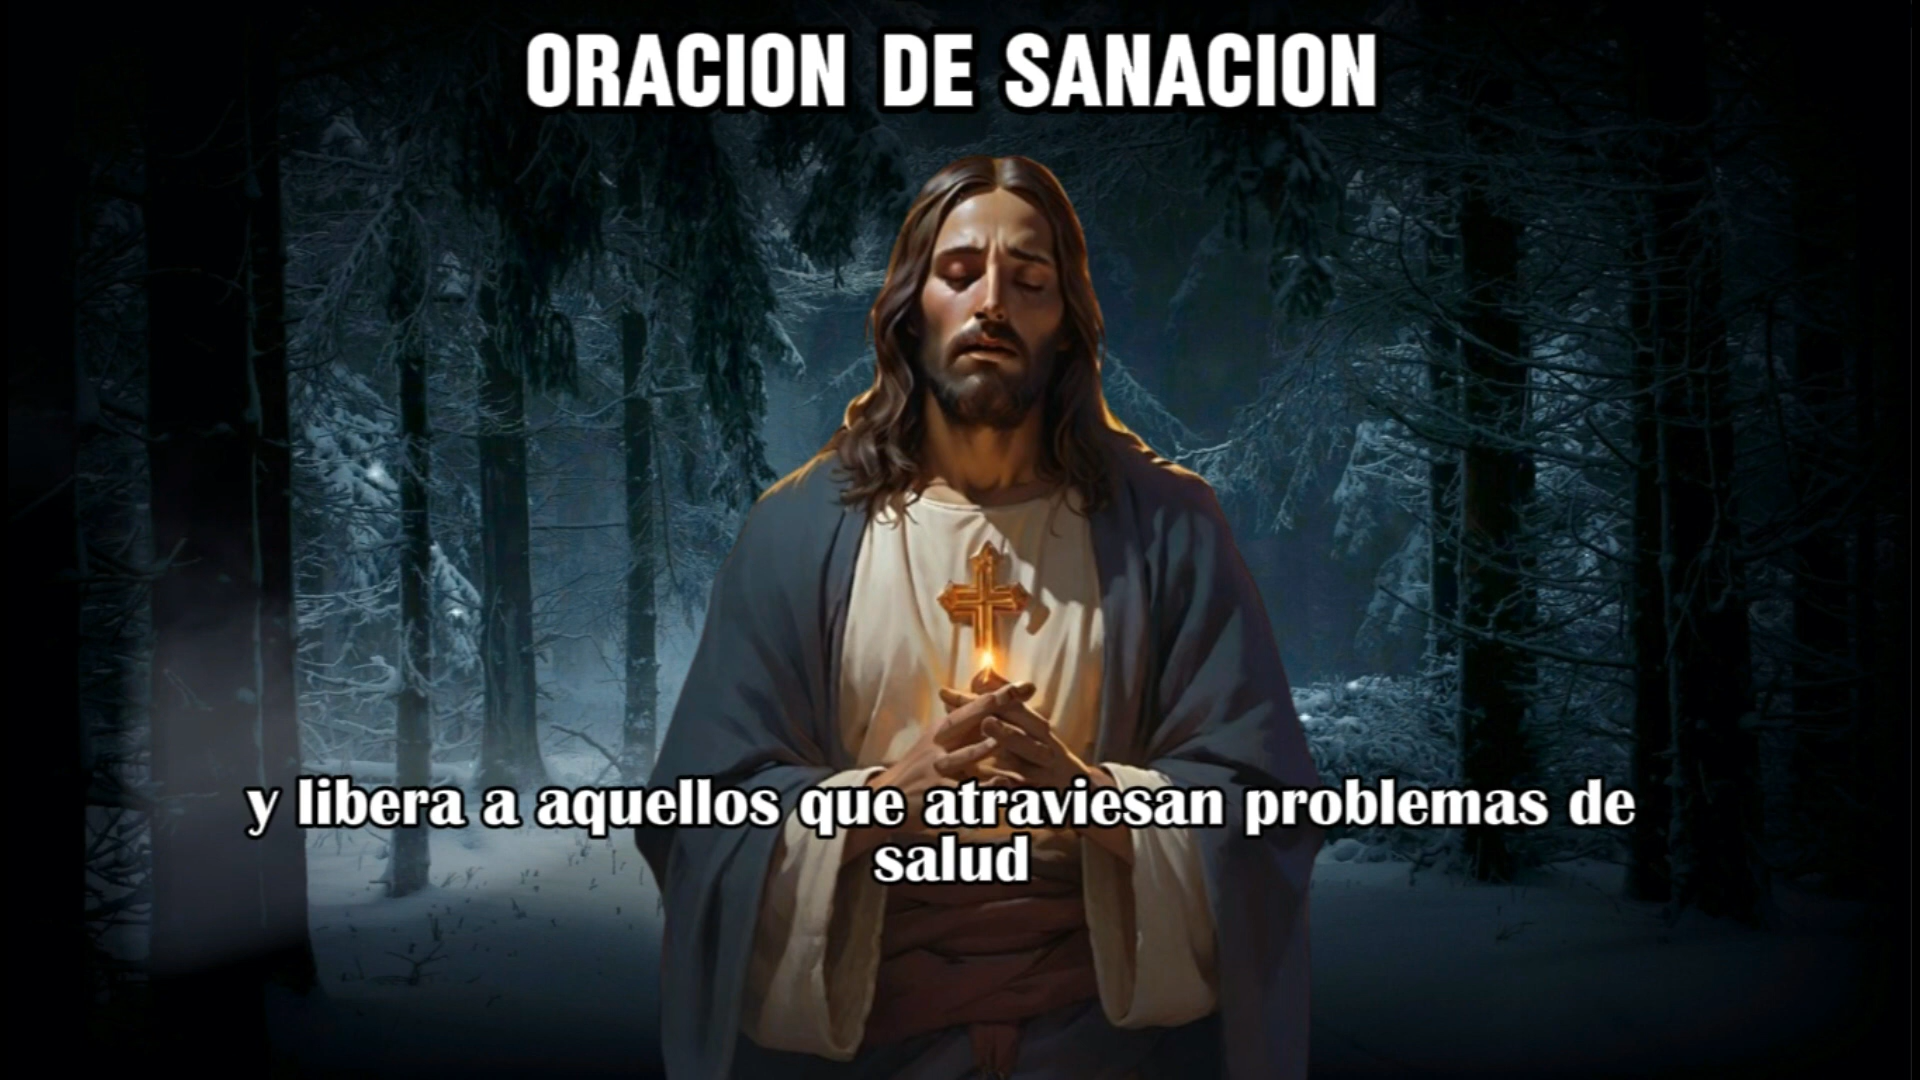 ORACION DE SANACION
y libera a aquellos que atraviesan problemas de
salud